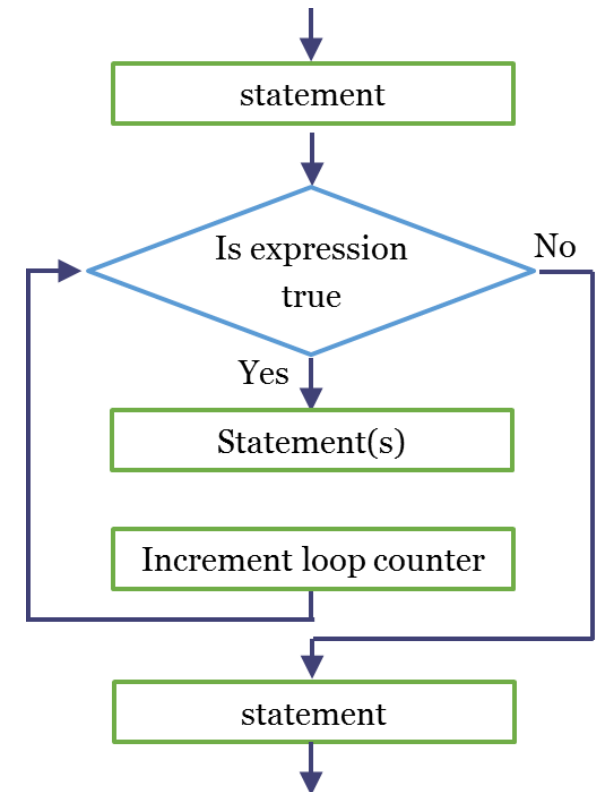 statement
Is expression
true
No
Yes
Statement(s)
Increment loop counter
statement